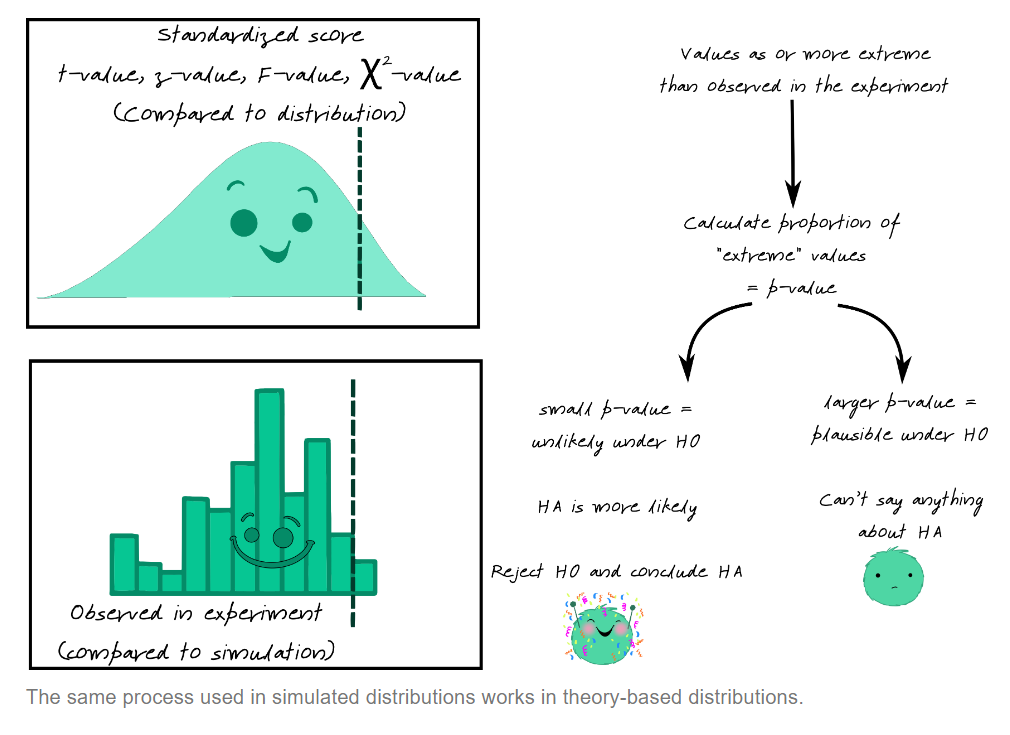 Standardized score
t-value, z-value, F-value, χ²-value
(Compared to distribution)
Observed in experiment
(compared to simulation)
Values as or more extreme
than observed in the experiment
Calculate proportion of
"extreme" values
= p-value
small p-value =
unlikely under H0
HA is more likely
Reject H0 and conclude HA
larger p-value =
plausible under H0
Can't say anything
about HA
The same process used in simulated distributions works in theory-based distributions.